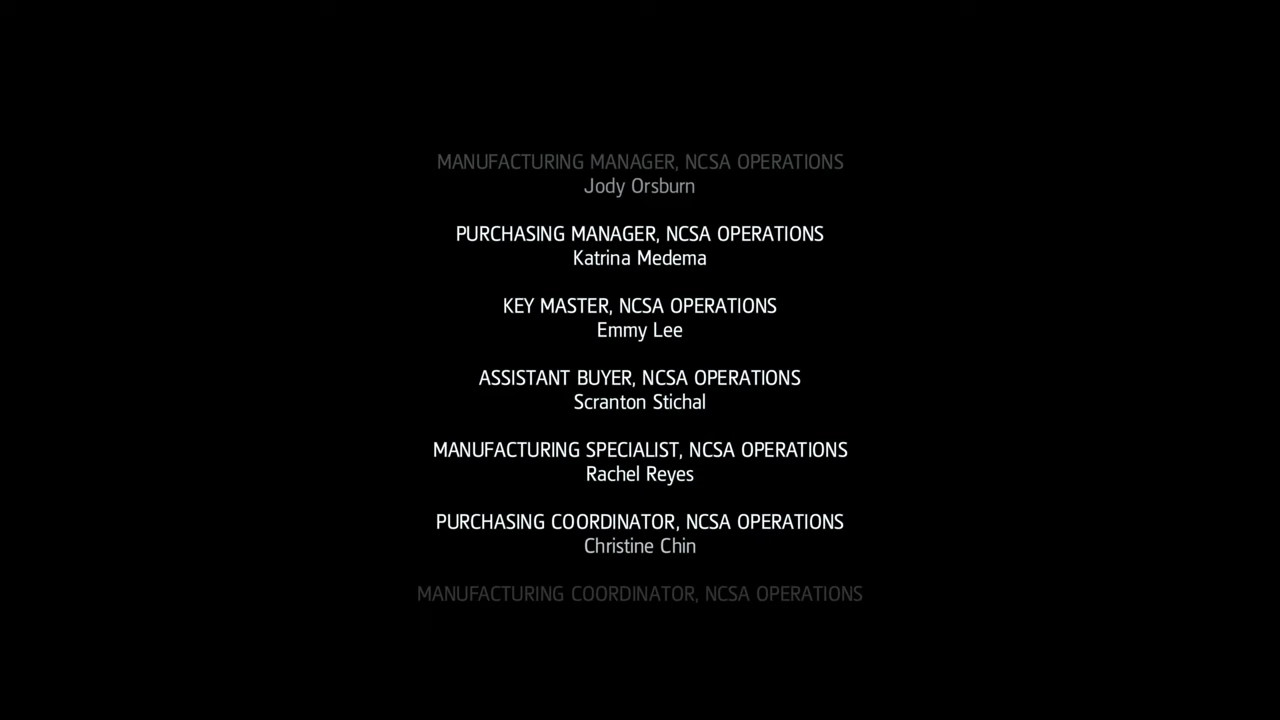 MANUFACTURING MANAGER, NCSA OPERATIONS
Jody Orsburn
PURCHASING MANAGER, NCSA OPERATIONS
Katrina Medema
KEY MASTER, NCSA OPERATIONS
Emmy Lee
ASSISTANT BUYER, NCSA OPERATIONS
Scranton Stichal
MANUFACTURING SPECIALIST, NCSA OPERATIONS
Rachel Reyes
PURCHASING COORDINATOR, NCSA OPERATIONS
Christine Chin
MANUFACTURING COORDINATOR, NCSA OPERATIONS